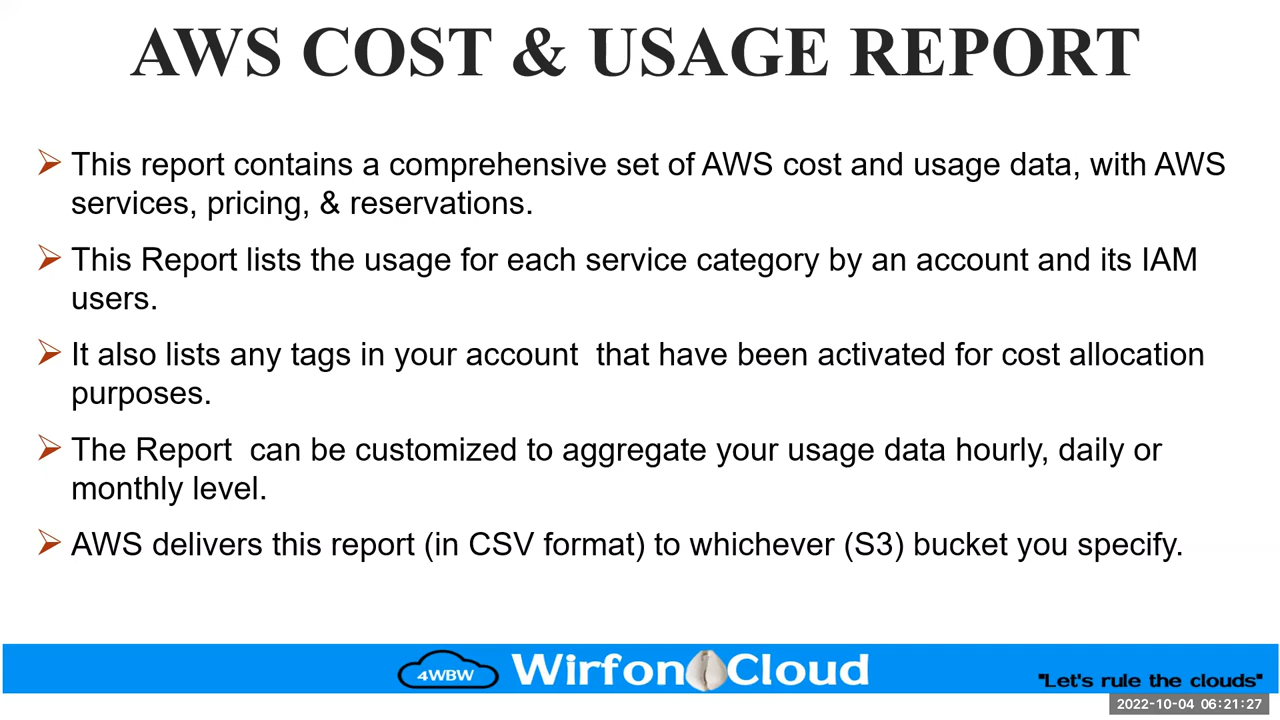 AWS COST & USAGE REPORT
This report contains a comprehensive set of AWS cost and usage data, with AWS
services, pricing, & reservations.
This Report lists the usage for each service category by an account and its IAM
users.
It also lists any tags in your account  that have been activated for cost allocation
purposes.
The Report  can be customized to aggregate your usage data hourly, daily or
monthly level.
AWS delivers this report (in CSV format) to whichever (S3) bucket you specify.
4WBW Wirfon Cloud
"Let's rule the clouds"
2022-10-04 06:21:27